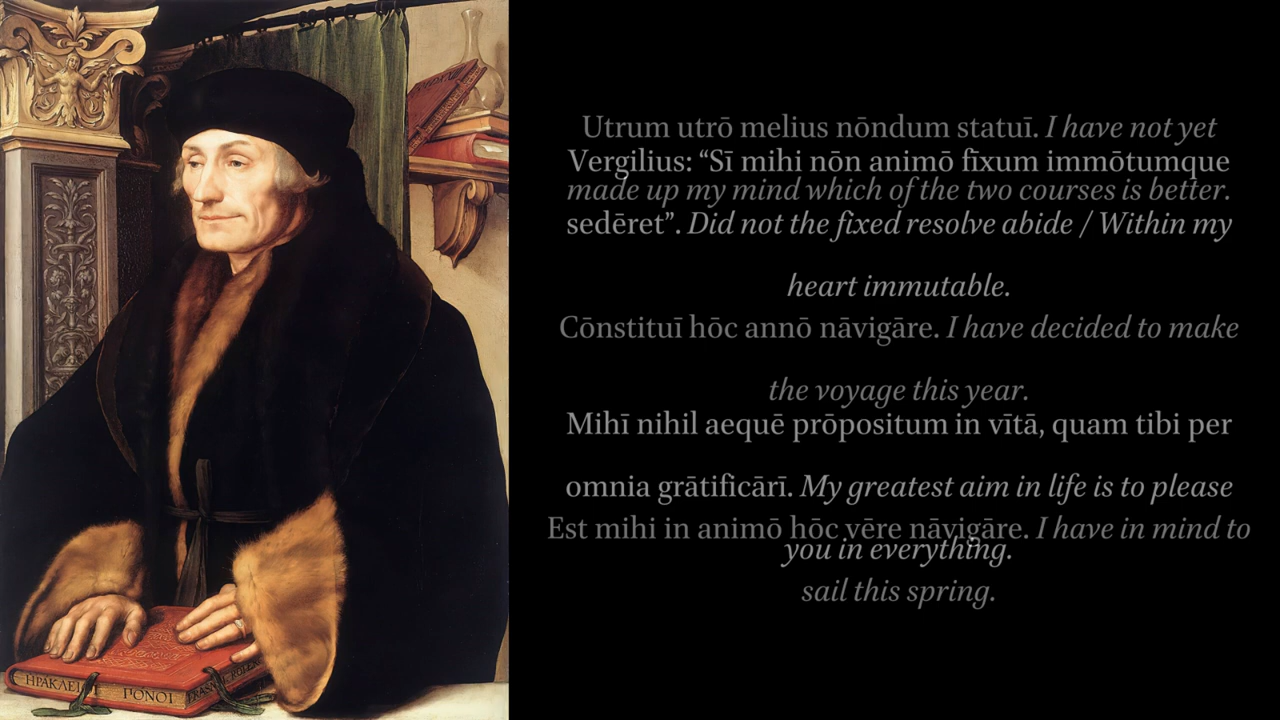 Utrum utrō melius nōndum statuī. I have not yet
Vergilius: “Sī mihi nōn animō fīxum immōtumque
made up my mind which of the two courses is better.
sedēret”. Did not the fixed resolve abide / Within my
heart immutable.
Cōnstituī hōc annō nāvigāre. I have decided to make
the voyage this year.
Mihī nihil aequē prōpositum in vītā, quam tibi per
omnia grātificārī. My greatest aim in life is to please
Est mihi in animō hōc vēre nāvigāre. I have in mind to
you in everything.
sail this spring.
ΗΡΑΚΛΕΙΟΙ ΠΟΝΟΙ